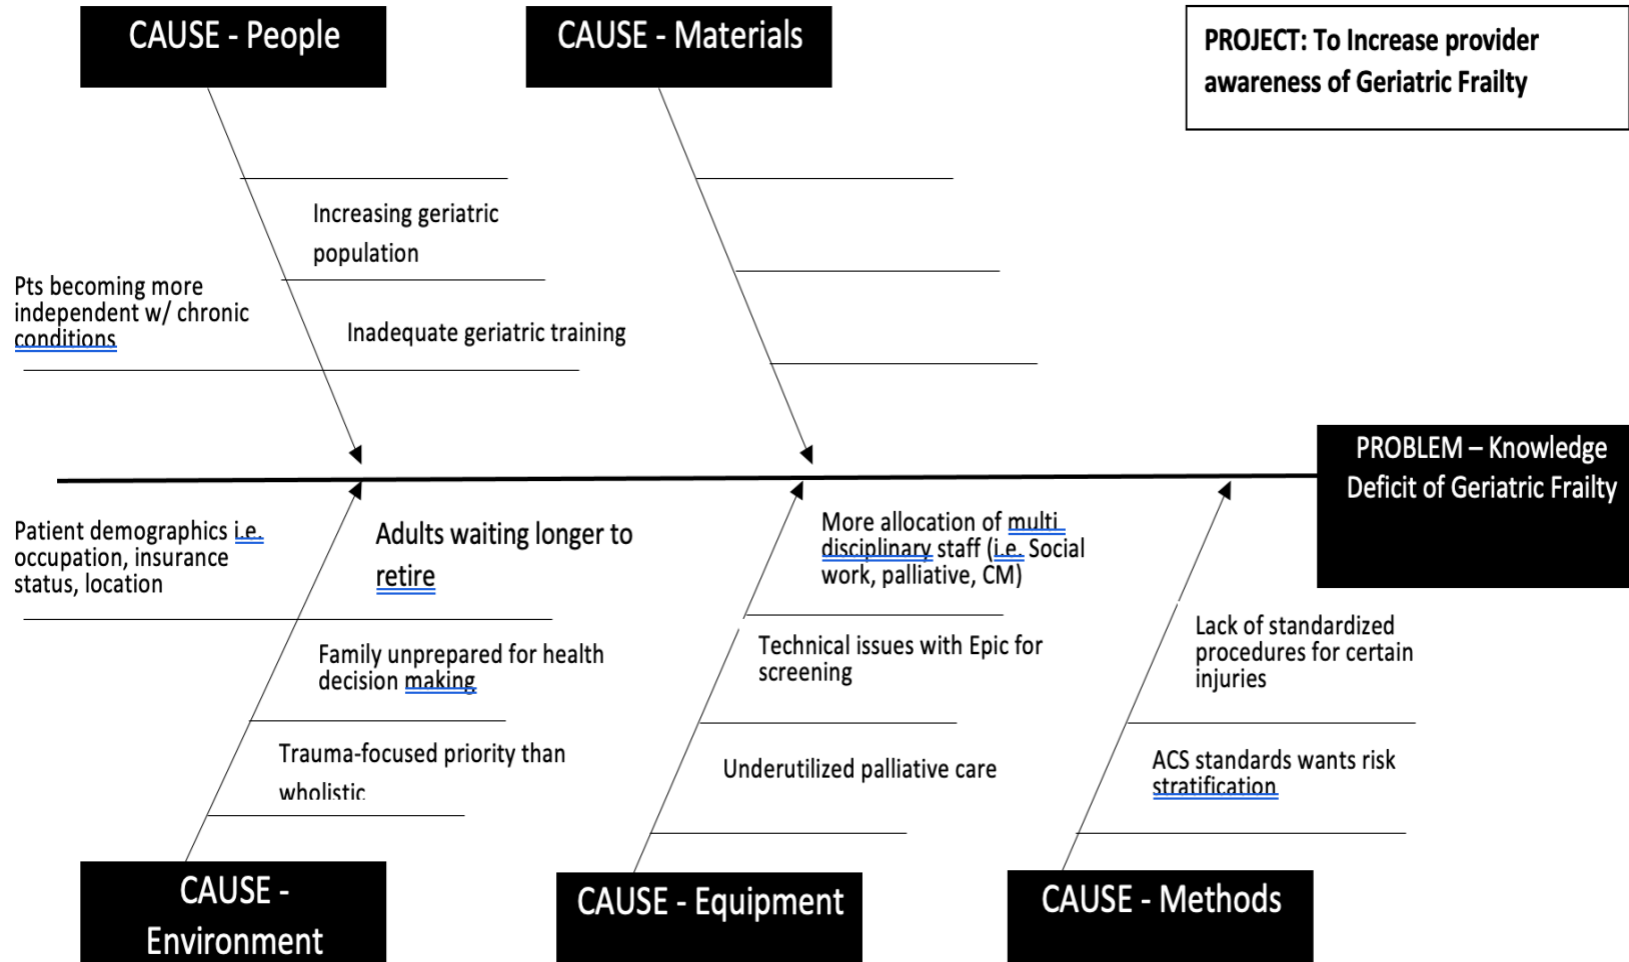 CAUSE - People
CAUSE - Materials
PROJECT: To Increase provider
awareness of Geriatric Frailty
Increasing geriatric
population
Pts becoming more
independent w/ chronic
conditions
Inadequate geriatric training
PROBLEM – Knowledge
Deficit of Geriatric Frailty
Patient demographics i.e.
occupation, insurance
status, location
Adults waiting longer to
retire
More allocation of multi
disciplinary staff (i.e. Social
work, palliative, CM)
Family unprepared for health
decision making
Technical issues with Epic for
screening
Lack of standardized
procedures for certain
injuries
Trauma-focused priority than
wholistic
Underutilized palliative care
ACS standards wants risk
stratification
CAUSE -
Environment
CAUSE - Equipment
CAUSE - Methods